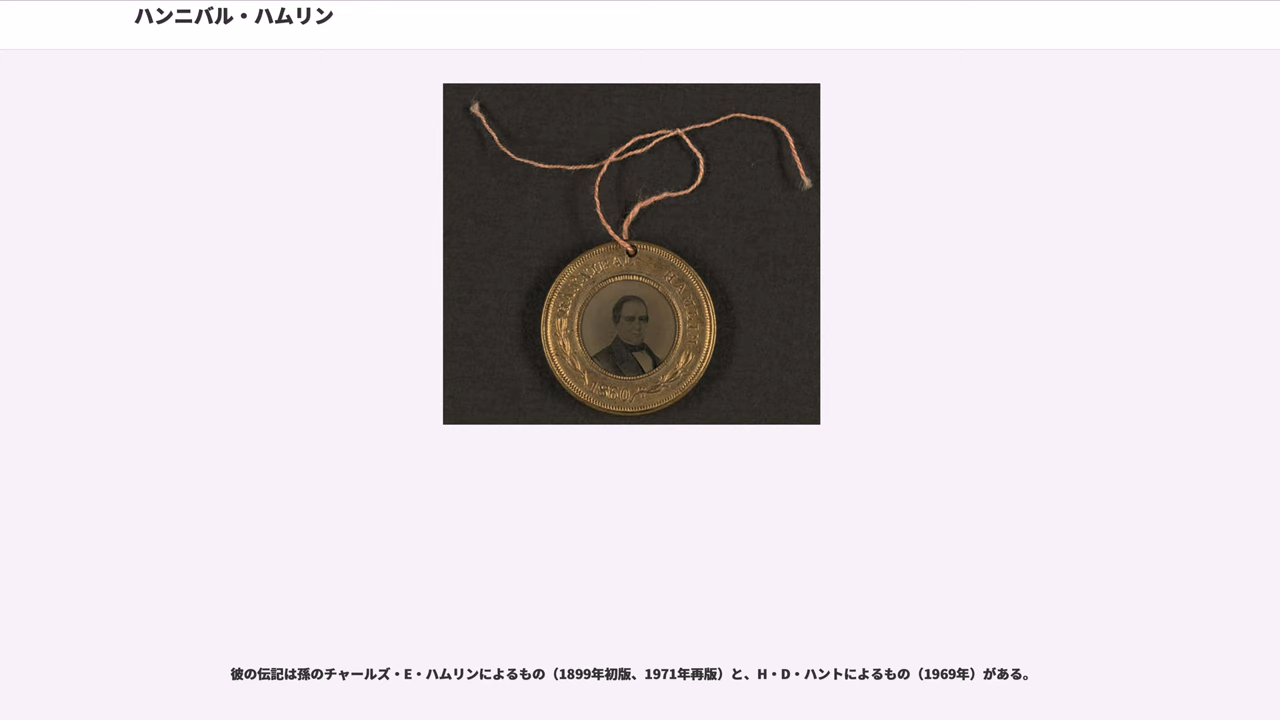 ハンニバル・ハムリン
HANNIBAL HAMLIN
1860
彼の伝記は孫のチャールズ・E・ハムリンによるもの（1899年初版、1971年再版）と、H・D・ハントによるもの（1969年）がある。